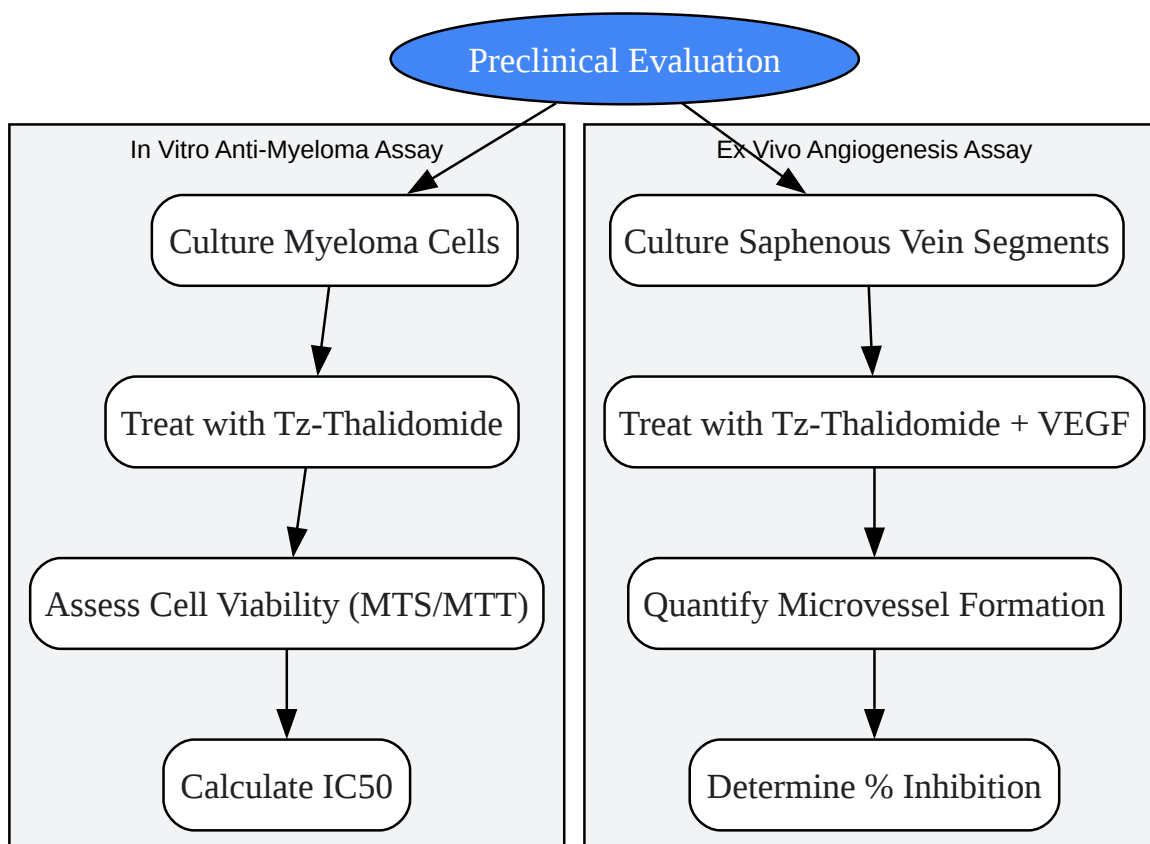 Preclinical Evaluation
In Vitro Anti-Myeloma Assay
Culture Myeloma Cells
Treat with Tz-Thalidomide
Assess Cell Viability (MTS/MTT)
Calculate IC50
Ex Vivo Angiogenesis Assay
Culture Saphenous Vein Segments
Treat with Tz-Thalidomide + VEGF
Quantify Microvessel Formation
Determine % Inhibition